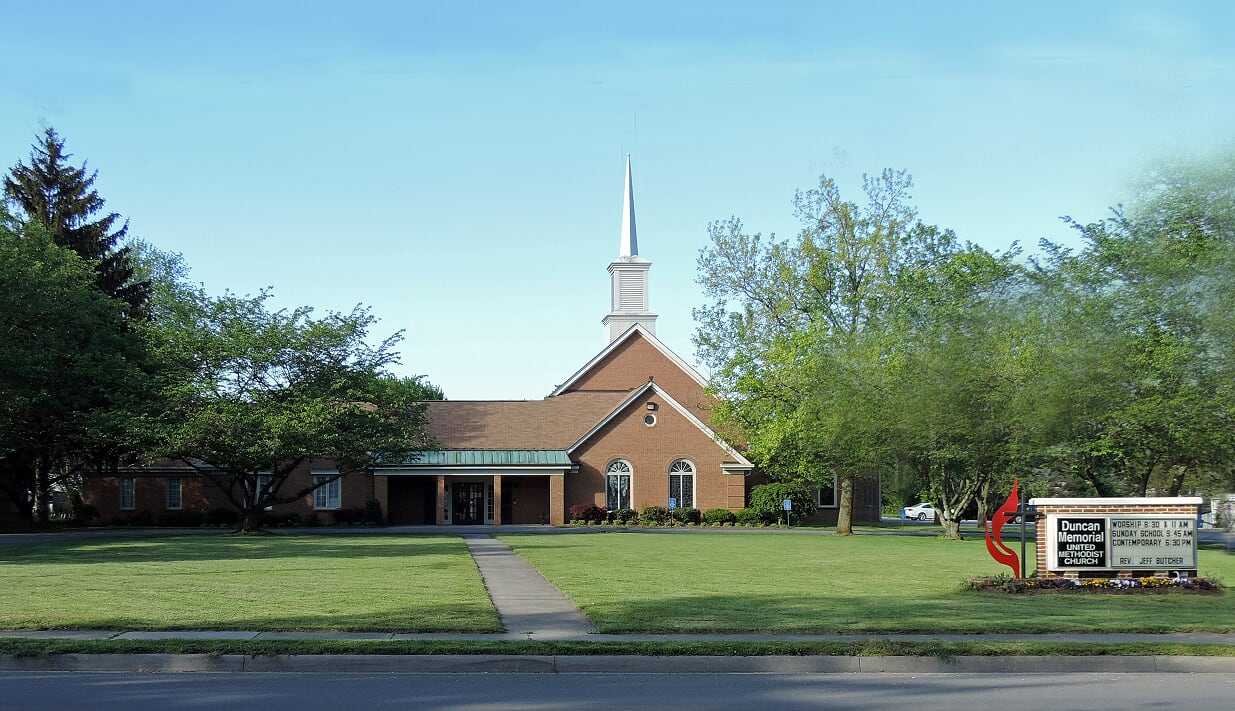 Duncan
Memorial
UNITED
METHODIST
CHURCH
WORSHIP 8:30 & 11 AM
SUNDAY SCHOOL 9:45 AM
CONTEMPORARY 6:30 PM
REV. JEFF BUTCHER